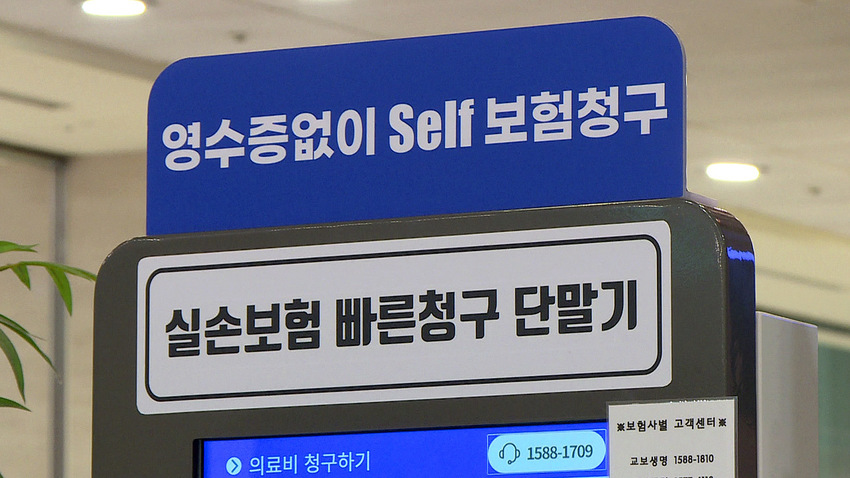 영수증없이 Self 보험청구
실손보험 빠른청구 단말기
의료비 청구하기
1588-1709
※보험사별 고객센터※
교보생명 1588-1810